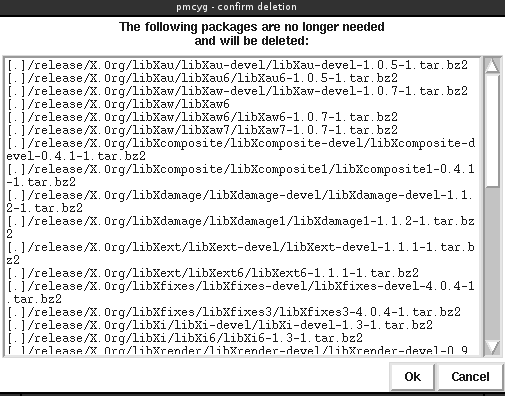 pmcyg - confirm deletion
The following packages are no longer needed
and will be deleted:
[.]/release/X.Org/libXau/libXau-devel/libXau-devel-1.0.5-1.tar.bz2
[.]/release/X.Org/libXau/libXau6/libXau6-1.0.5-1.tar.bz2
[.]/release/X.Org/libXaw/libXaw-devel/libXaw-devel-1.0.7-1.tar.bz2
[.]/release/X.Org/libXaw/libXaw6
[.]/release/X.Org/libXaw/libXaw6/libXaw6-1.0.7-1.tar.bz2
[.]/release/X.Org/libXaw/libXaw7/libXaw7-1.0.7-1.tar.bz2
[.]/release/X.Org/libXcomposite/libXcomposite-devel/libXcomposite-d
evel-0.4.1-1.tar.bz2
[.]/release/X.Org/libXcomposite/libXcomposite1/libXcomposite1-0.4.1
-1.tar.bz2
[.]/release/X.Org/libXdamage/libXdamage-devel/libXdamage-devel-1.1.
2-1.tar.bz2
[.]/release/X.Org/libXdamage/libXdamage1/libXdamage1-1.1.2-1.tar.bz
2
[.]/release/X.Org/libXext/libXext-devel/libXext-devel-1.1.1-1.tar.b
z2
[.]/release/X.Org/libXext/libXext6/libXext6-1.1.1-1.tar.bz2
[.]/release/X.Org/libXfixes/libXfixes-devel/libXfixes-devel-4.0.4-1
.tar.bz2
[.]/release/X.Org/libXfixes/libXfixes3/libXfixes3-4.0.4-1.tar.bz2
[.]/release/X.Org/libXi/libXi-devel/libXi-devel-1.3-1.tar.bz2
[.]/release/X.Org/libXi/libXi6/libXi6-1.3-1.tar.bz2
[.]/release/X.Org/libXrender/libXrender-devel/libXrender-devel-0.9
Ok
Cancel